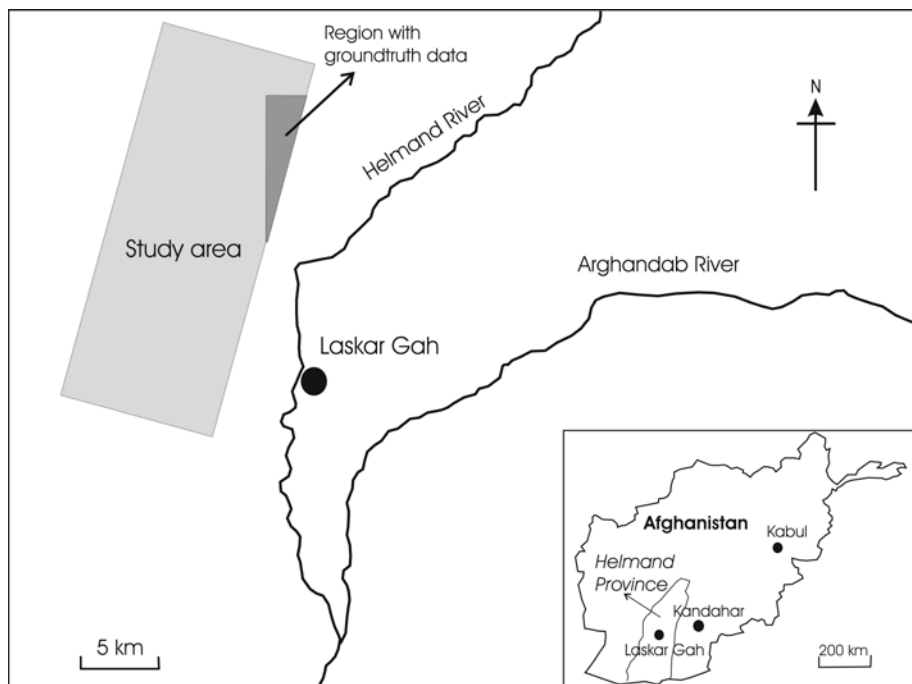 Region with
groundtruth data
N
Helmand River
Study area
Arghandab River
Laskar Gah
5 km
Afghanistan
Kabul
Helmand
Province
Kandahar
Laskar Gah
200 km